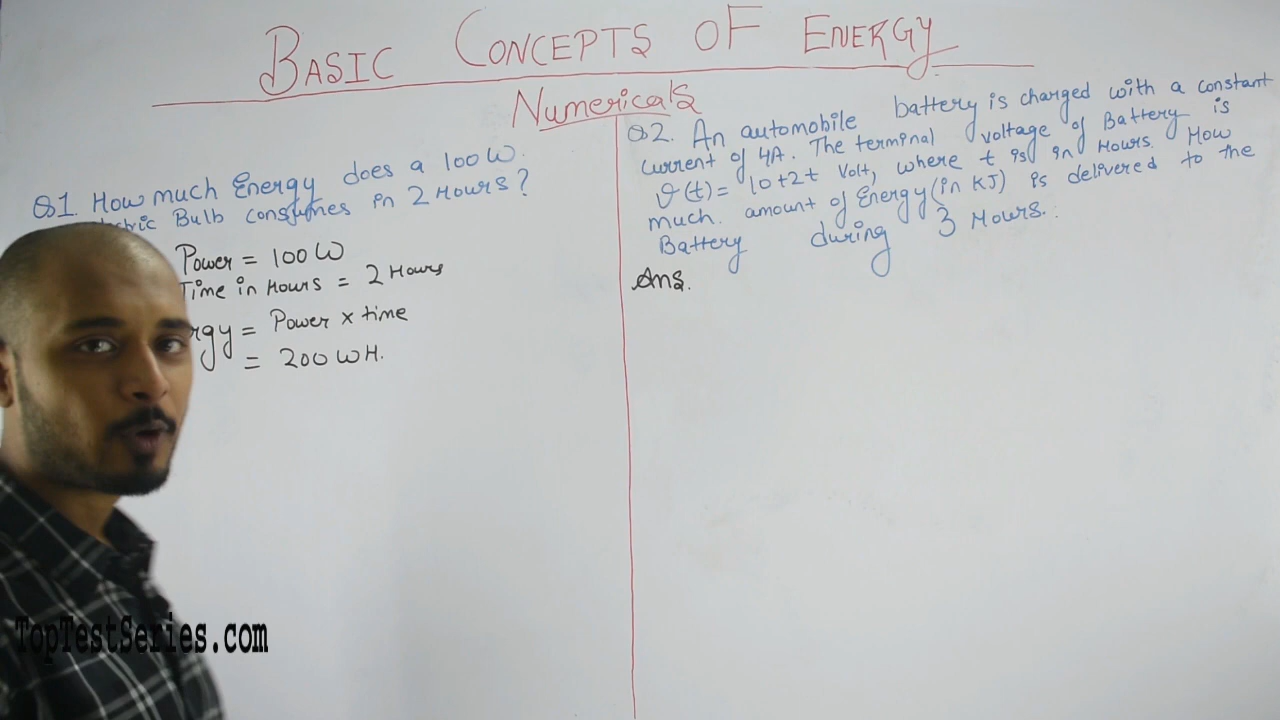 BASIC CONCEPTS OF ENERGY
Numericals
Q1. How much Energy does a 100W.
Bulb consumes in 2 Hours?
Power = 100W
Time in Hours = 2 Hours
= Power x time
= 200 WH.
Q2. An automobile battery is charged with a constant
current of 4A. The terminal voltage of Battery is
v(t) = 10+2t Volt, where t is in Hours. How
much. amount of Energy (in KJ) is delivered to the
Battery during 3 Hours.
Ans.
TopTestSeries.com